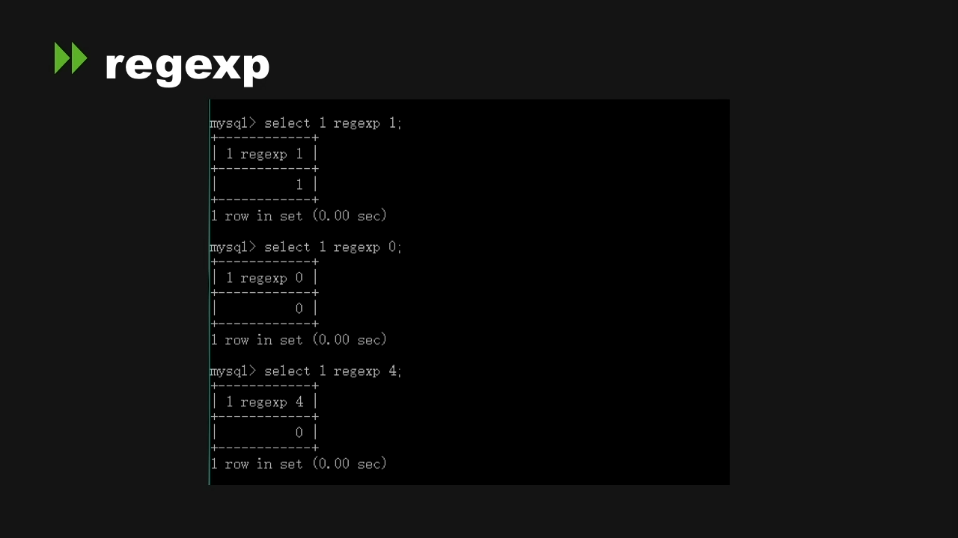 regexp
mysql> select 1 regexp 1;
+------------+
| 1 regexp 1 |
+------------+
|          1 |
+------------+
1 row in set (0.00 sec)
mysql> select 1 regexp 0;
+------------+
| 1 regexp 0 |
+------------+
|          0 |
+------------+
1 row in set (0.00 sec)
mysql> select 1 regexp 4;
+------------+
| 1 regexp 4 |
+------------+
|          0 |
+------------+
1 row in set (0.00 sec)